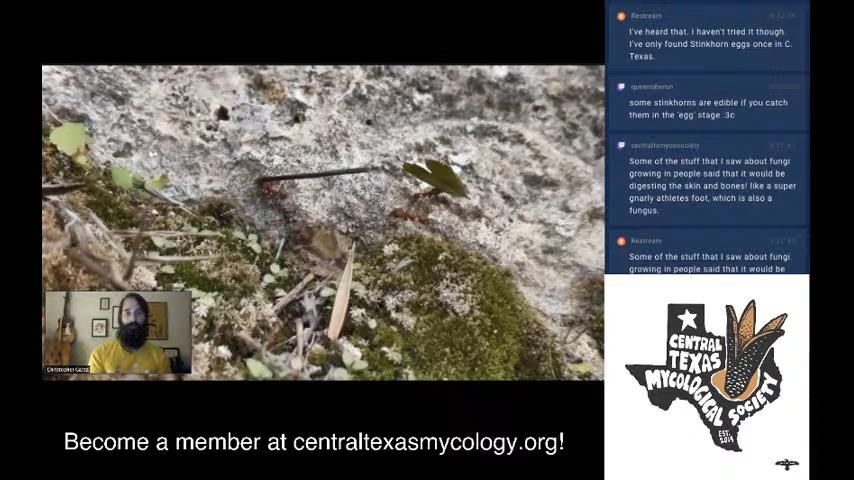 Restream
I've heard that. I haven't tried it though.
I've only found Stinkhorn eggs once in C.
Texas.
queenoberon
some stinkhorns are edible if you catch
them in the 'egg' stage :3c
centraltexmycosociety
Some of the stuff that I saw about fungi
growing in people said that it would be
digesting the skin and bones! like a super
gnarly athletes foot, which is also a
fungus.
Restream
Some of the stuff that I saw about fungi
growing in people said that it would be
CENTRAL
TEXAS
MYCOLOGICAL SOCIETY
EST.
2019
Become a member at centraltexasmycology.org!